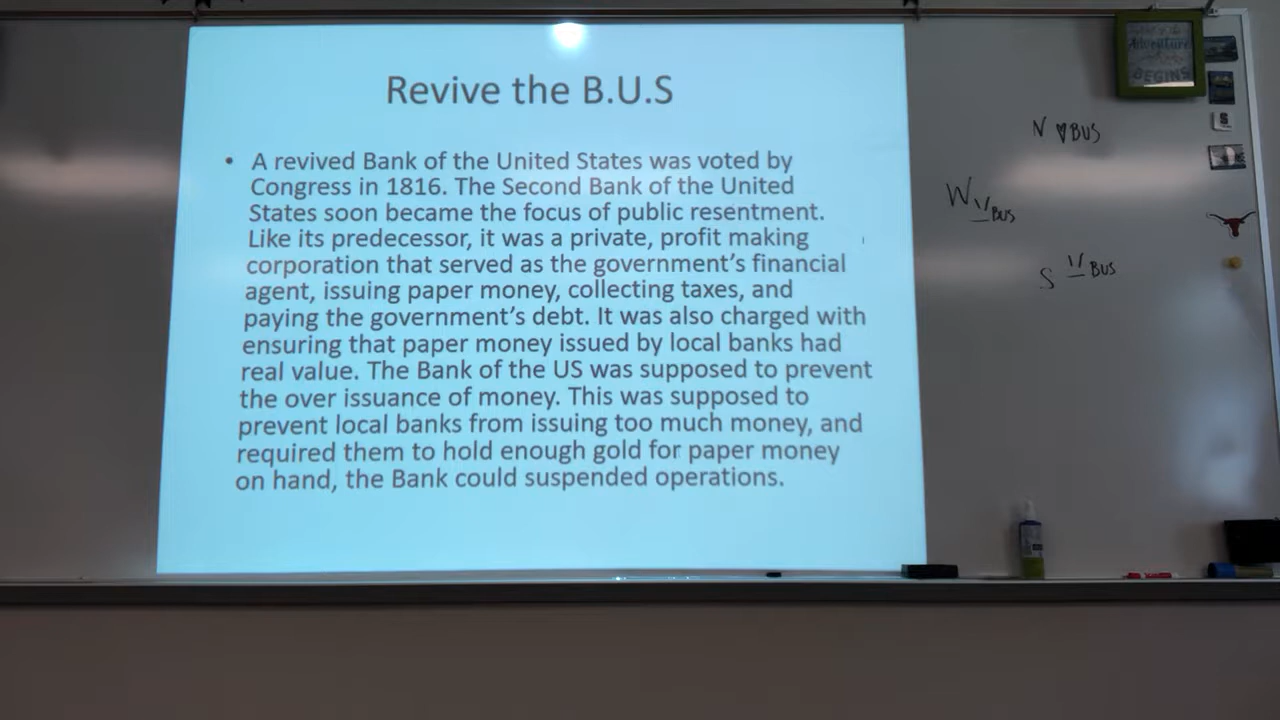 Revive the B.U.S
• A revived Bank of the United States was voted by
Congress in 1816. The Second Bank of the United
States soon became the focus of public resentment.
Like its predecessor, it was a private, profit making
corporation that served as the government's financial
agent, issuing paper money, collecting taxes, and
paying the government's debt. It was also charged with
ensuring that paper money issued by local banks had
real value. The Bank of the US was supposed to prevent
the over issuance of money. This was supposed to
prevent local banks from issuing too much money, and
required them to hold enough gold for paper money
on hand, the Bank could suspended operations.
N ♥ BUS
W BUS
S BUS
Adventure
BEGINS
S